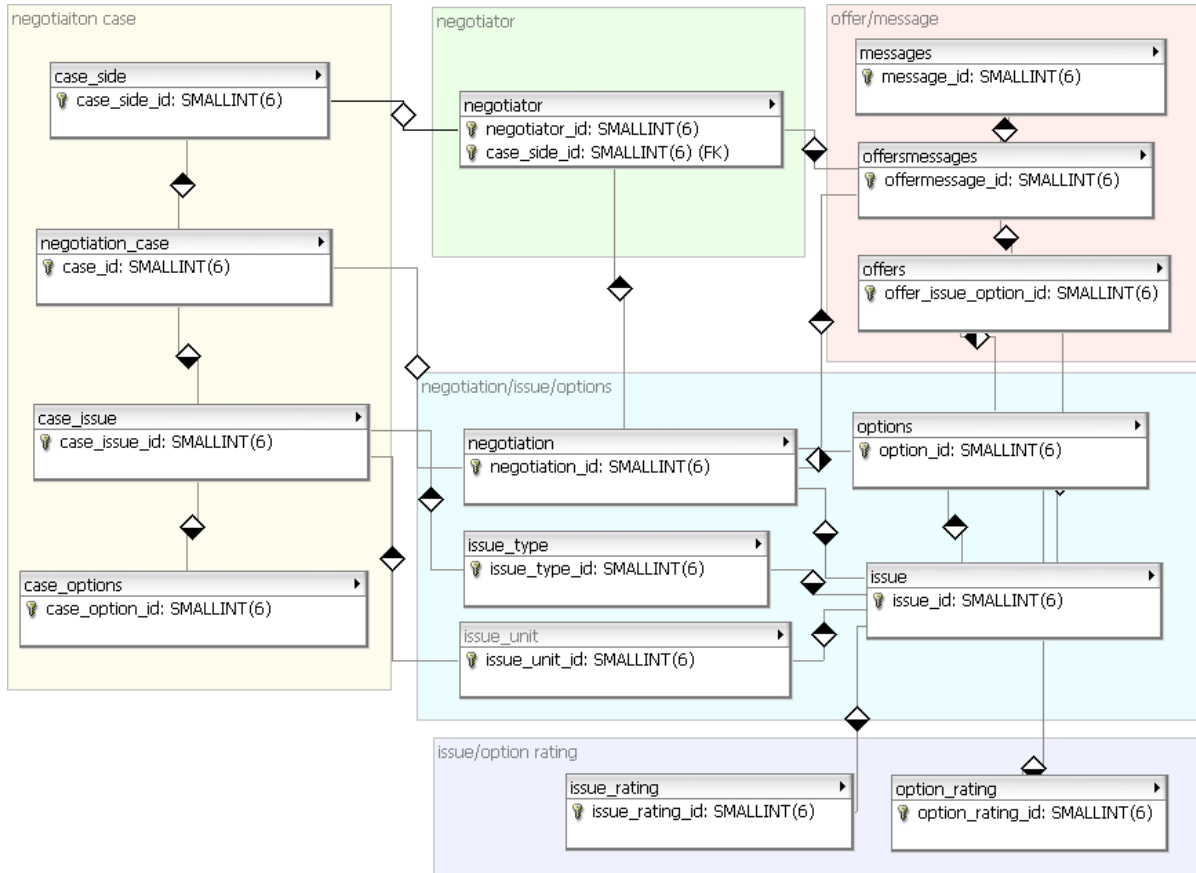 negotiaiton case
case_side
case_side_id: SMALLINT(6)
negotiation_case
case_id: SMALLINT(6)
case_issue
case_issue_id: SMALLINT(6)
case_options
case_option_id: SMALLINT(6)
negotiator
negotiator
negotiator_id: SMALLINT(6)
case_side_id: SMALLINT(6) (FK)
offer/message
messages
message_id: SMALLINT(6)
offersmessages
offermessage_id: SMALLINT(6)
offers
offer_issue_option_id: SMALLINT(6)
negotiation/issue/options
negotiation
negotiation_id: SMALLINT(6)
issue_type
issue_type_id: SMALLINT(6)
issue_unit
issue_unit_id: SMALLINT(6)
options
option_id: SMALLINT(6)
issue
issue_id: SMALLINT(6)
issue/option rating
issue_rating
issue_rating_id: SMALLINT(6)
option_rating
option_rating_id: SMALLINT(6)